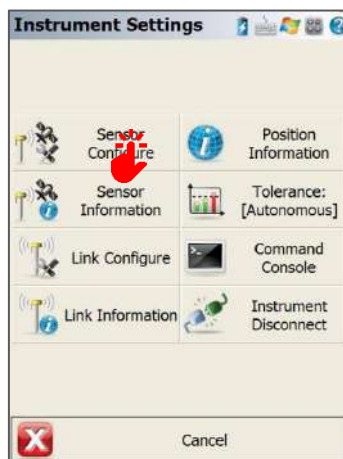 Instrument Settings
Sensor
Configure
Position
Information
Sensor
Information
Tolerance:
[Autonomous]
Link Configure
Command
Console
Link Information
Instrument
Disconnect
Cancel